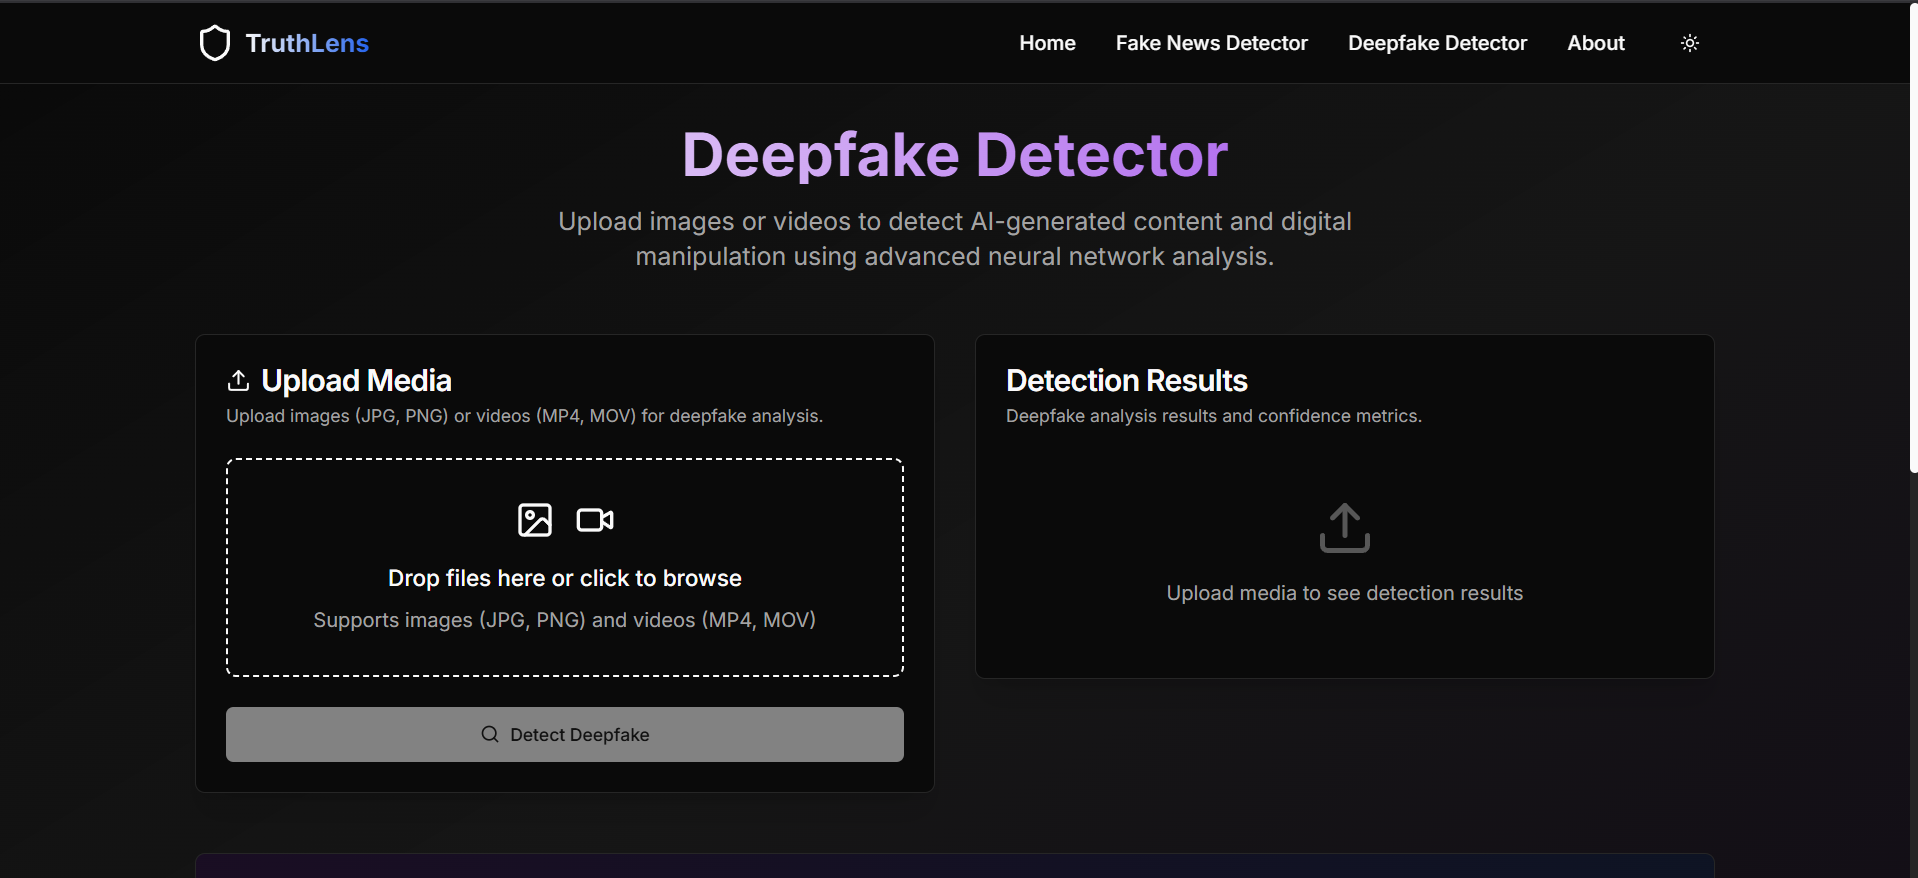 TruthLens
Home
Fake News Detector
Deepfake Detector
About
Deepfake Detector
Upload images or videos to detect AI-generated content and digital
manipulation using advanced neural network analysis.
Upload Media
Upload images (JPG, PNG) or videos (MP4, MOV) for deepfake analysis.
Drop files here or click to browse
Supports images (JPG, PNG) and videos (MP4, MOV)
Detect Deepfake
Detection Results
Deepfake analysis results and confidence metrics.
Upload media to see detection results